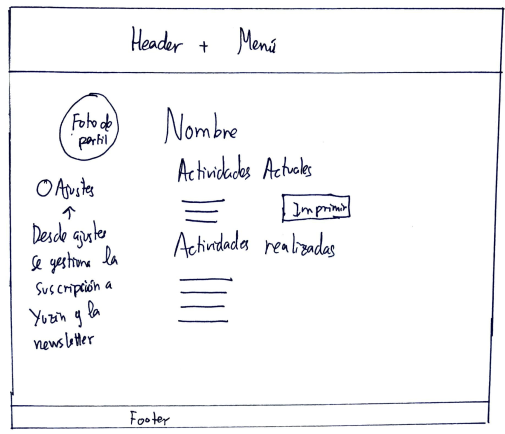 Header + Menú
Foto de
perfil
Nombre
Actividades Actuales
Imprimir
Actividades realizadas
Ajustes
Desde ajustes
se gestiona la
suscripción a
Yuzin y la
newsletter
Footer